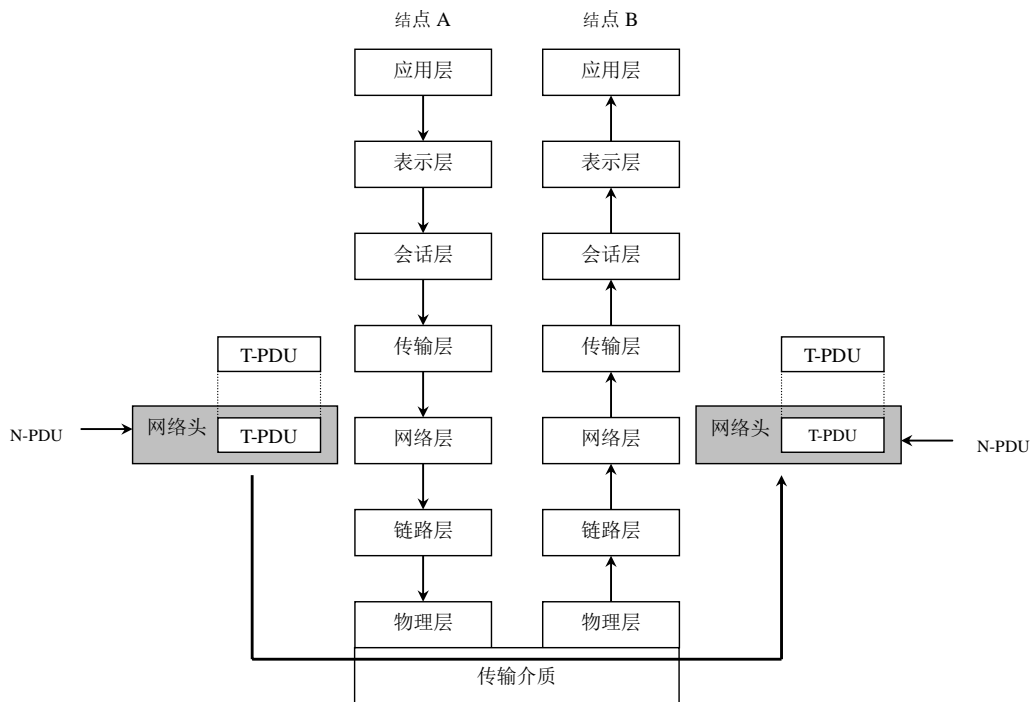 结点 A 结点 B
应用层 应用层
表示层 表示层
会话层 会话层
T-PDU 传输层 传输层 T-PDU
N-PDU 网络头 T-PDU 网络层 网络层 网络头 T-PDU N-PDU
链路层 链路层
物理层 物理层
传输介质